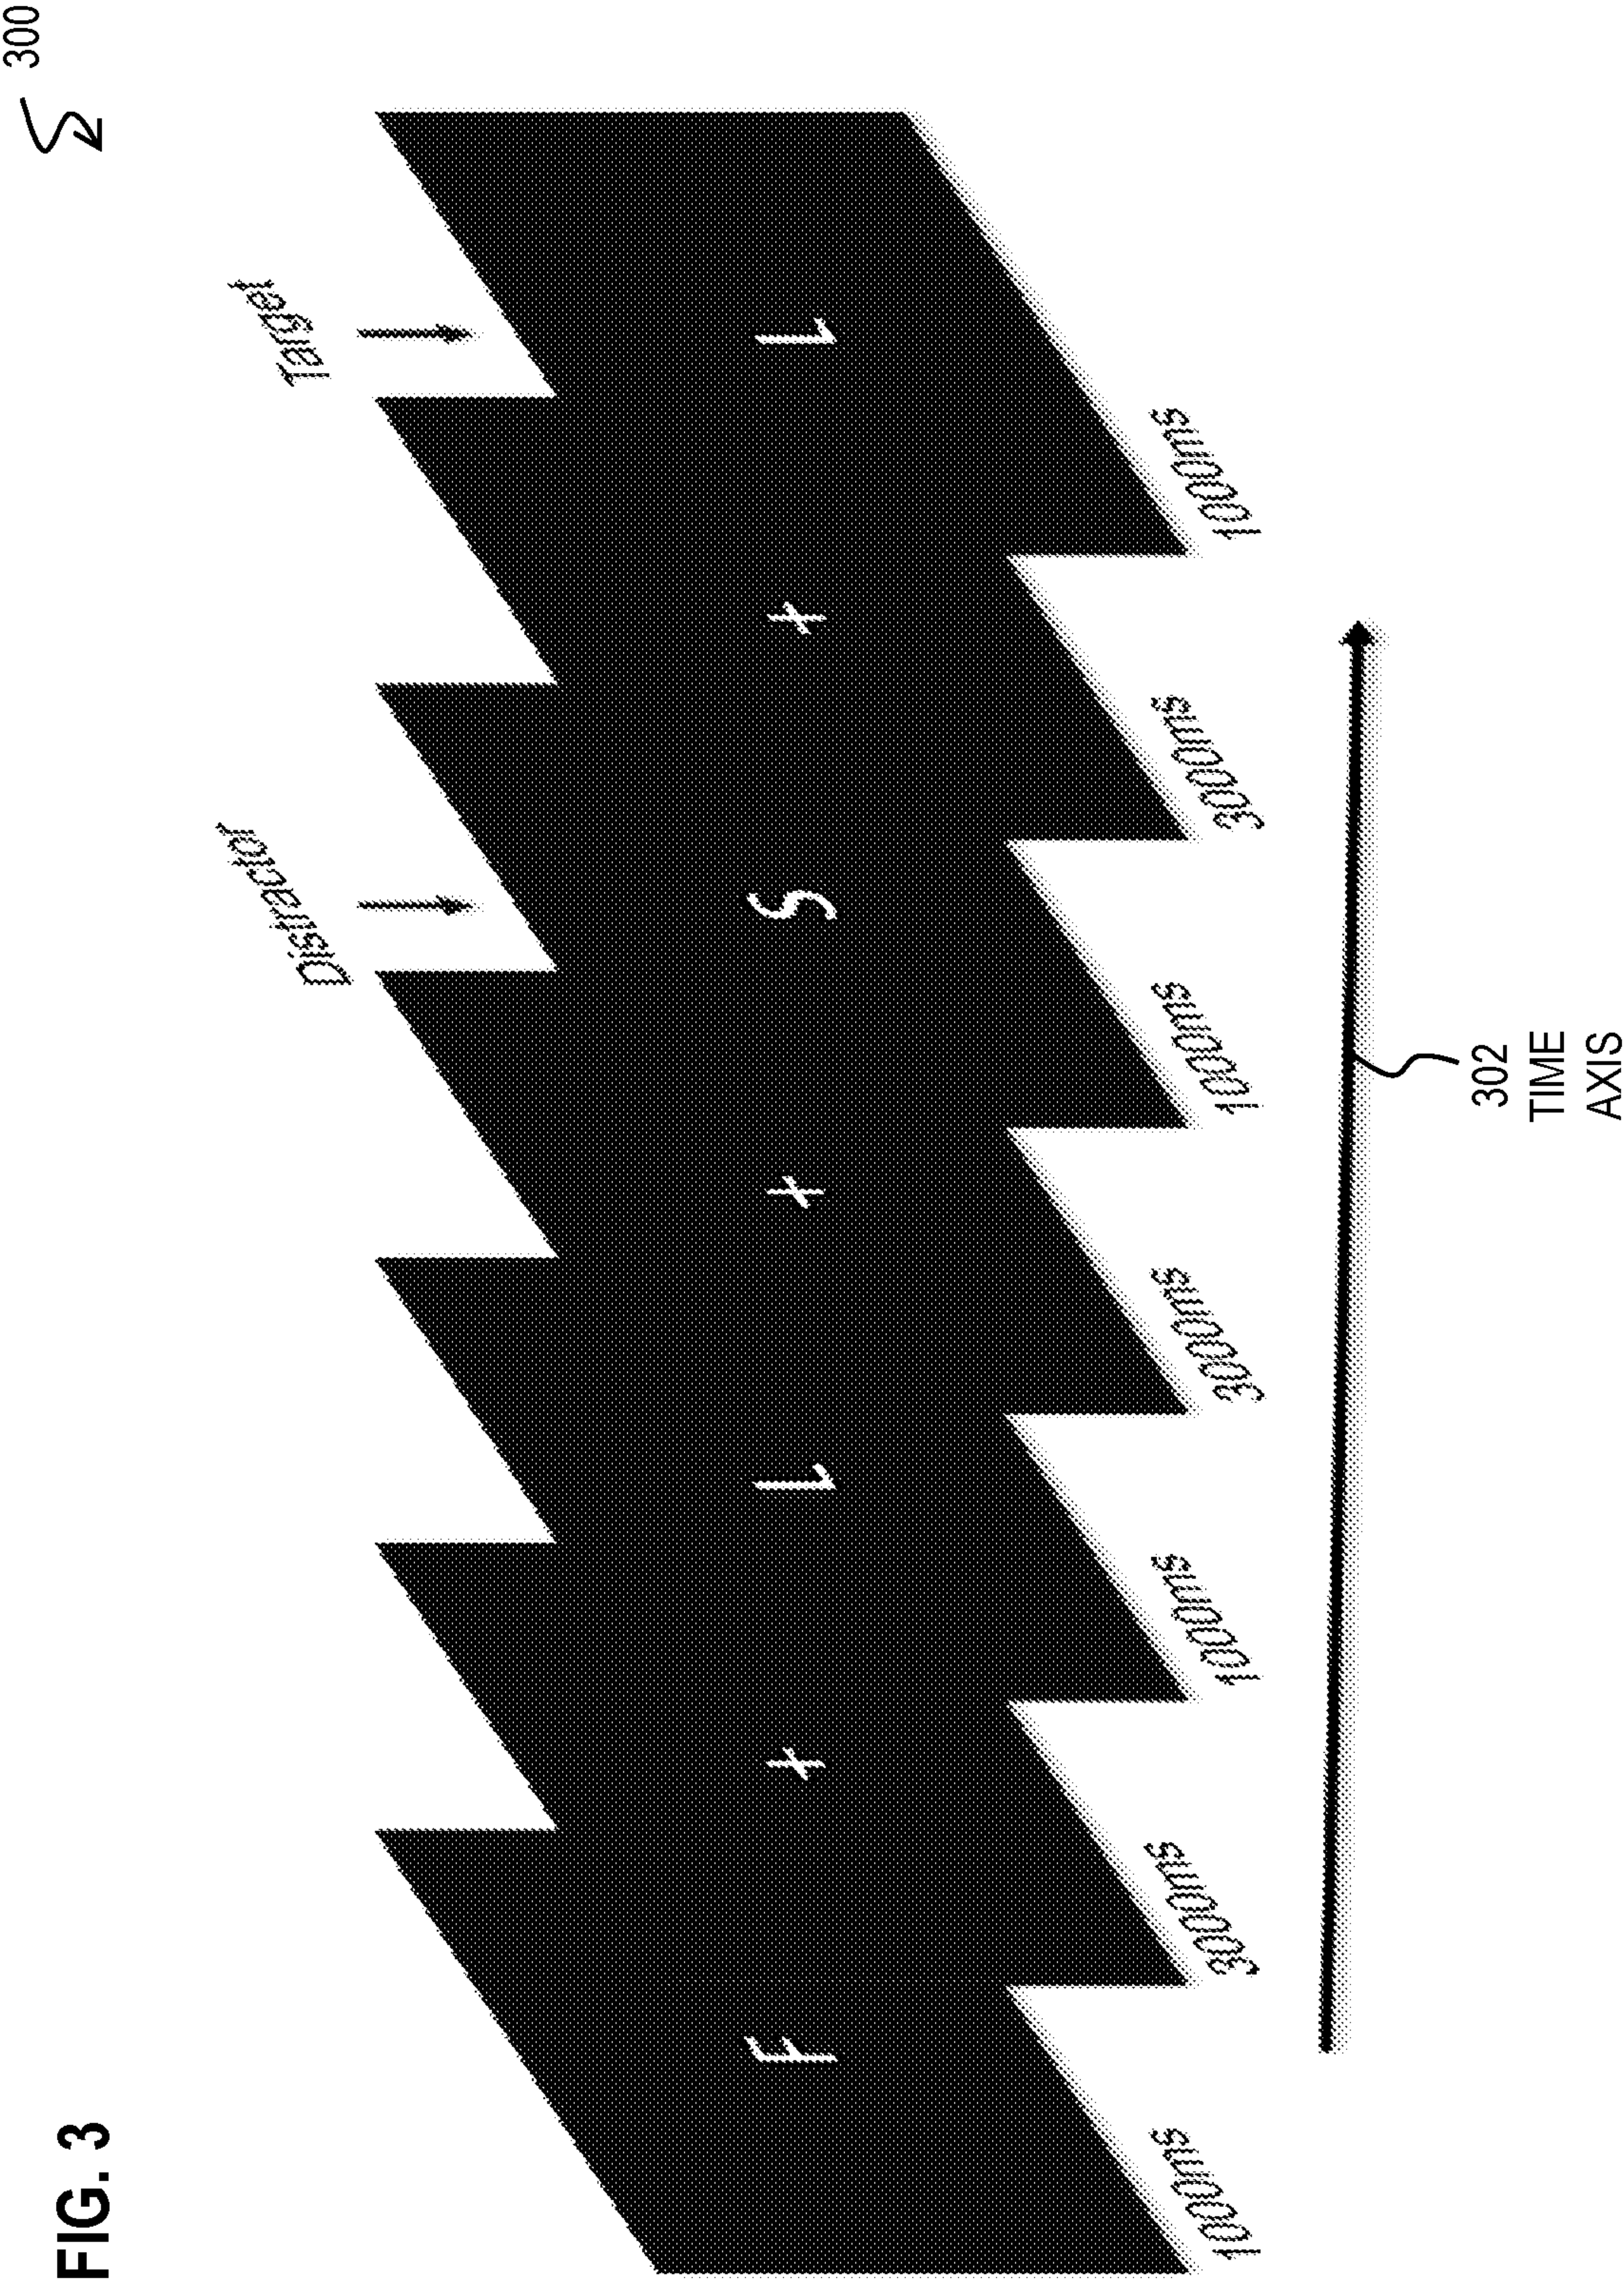 FIG. 3
300
Distractor
Target
F
+
L
+
S
+
L
1000ms
3000ms
1000ms
3000ms
1000ms
3000ms
1000ms
302
TIME
AXIS